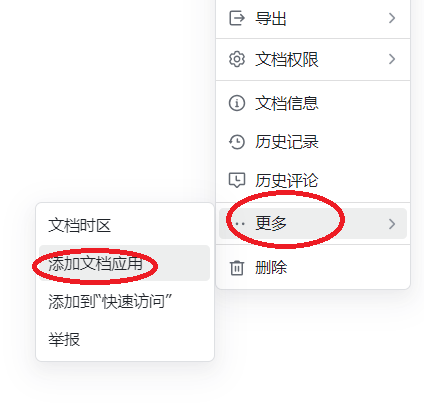 导出
文档权限
文档信息
历史记录
历史评论
更多
删除
文档时区
添加文档应用
添加到“快速访问”
举报